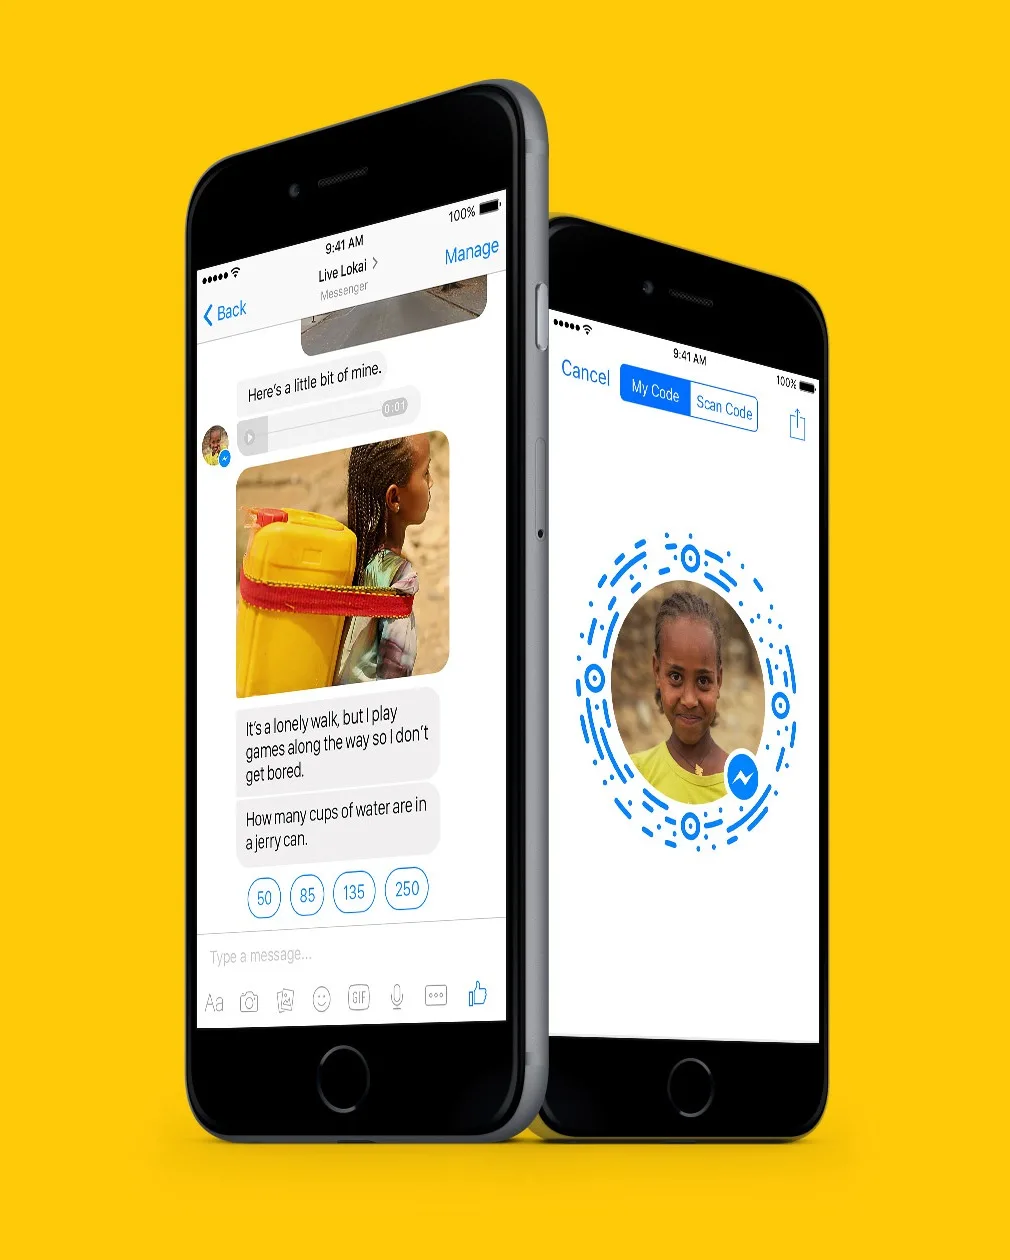 100%
9:41 AM
Live Lokai
Manage
Messenger
Back
Here's a little bit of mine.
0:01
It's a lonely walk, but I play
games along the way so I don't
get bored.
How many cups of water are in
a jerry can.
50 85 135 250
Type a message...
Aa
GIF
9:41 AM
100%
Cancel
My Code
Scan Code